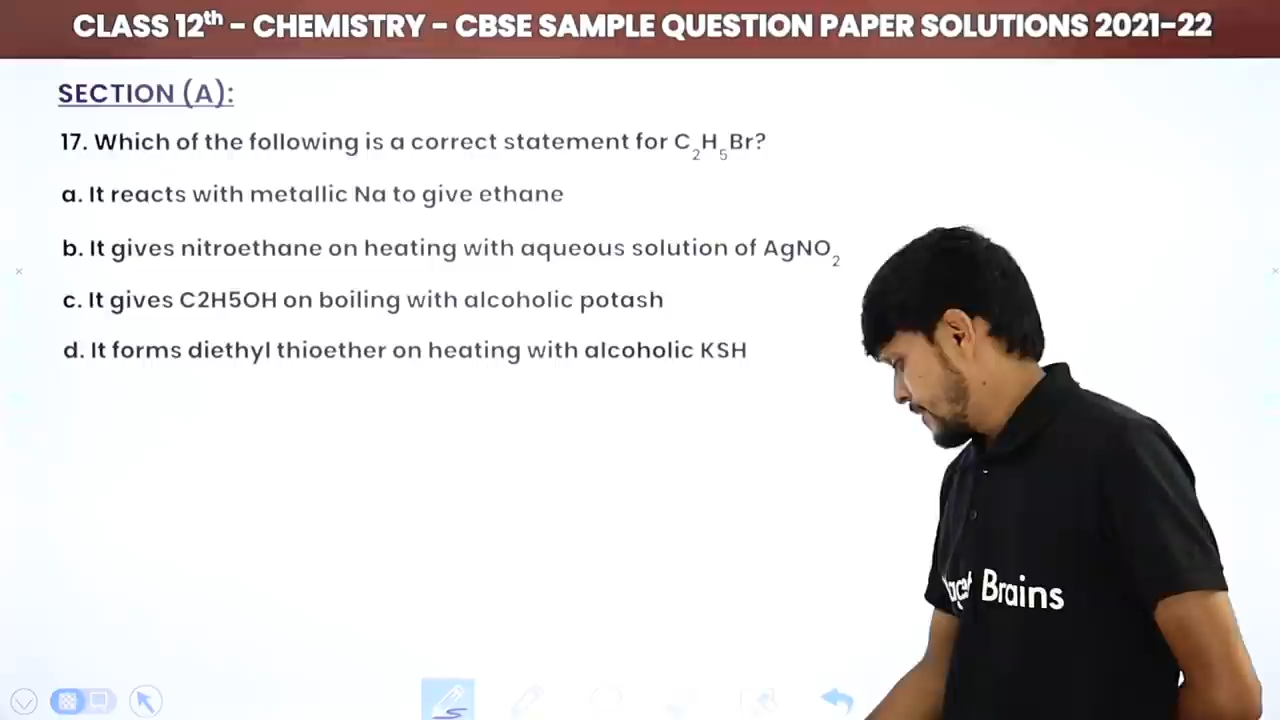 CLASS 12th - CHEMISTRY - CBSE SAMPLE QUESTION PAPER SOLUTIONS 2021-22
SECTION (A):
17. Which of the following is a correct statement for C2H5Br?
a. It reacts with metallic Na to give ethane
b. It gives nitroethane on heating with aqueous solution of AgNO2
c. It gives C2H5OH on boiling with alcoholic potash
d. It forms diethyl thioether on heating with alcoholic KSH
Brains